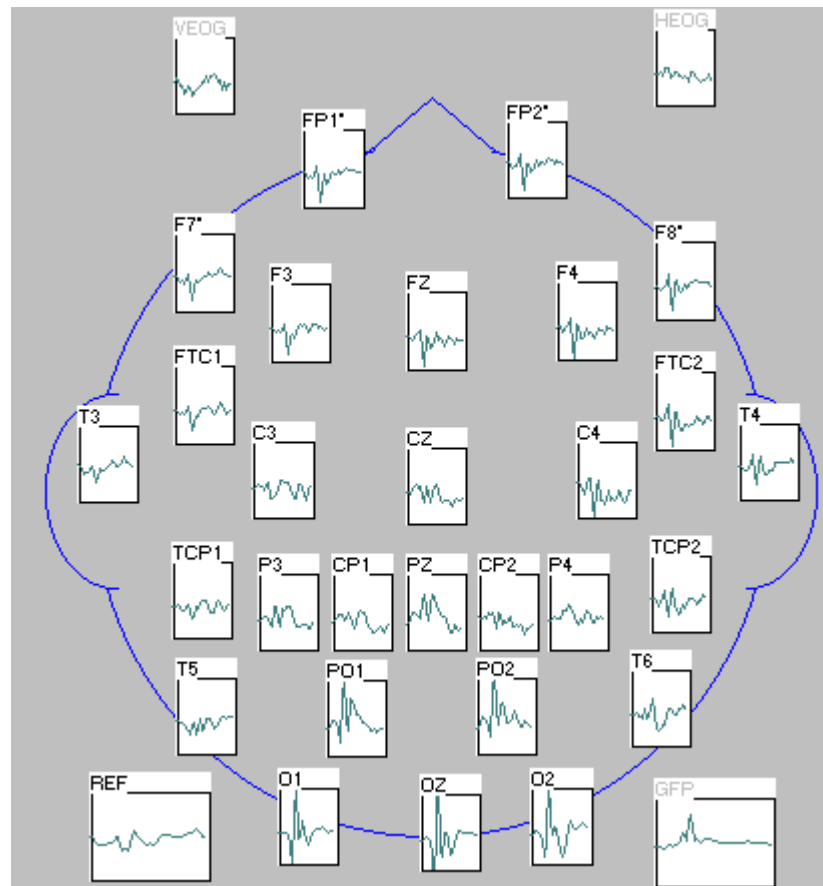 VEOG
HEOG
FP1"
FP2"
F7"
F8"
F3
FZ
F4
FTC1
FTC2
T3
T4
C3
CZ
C4
TCP1
P3
CP1
PZ
CP2
P4
TCP2
T5
PO1
PO2
T6
REF
O1
OZ
O2
GFP